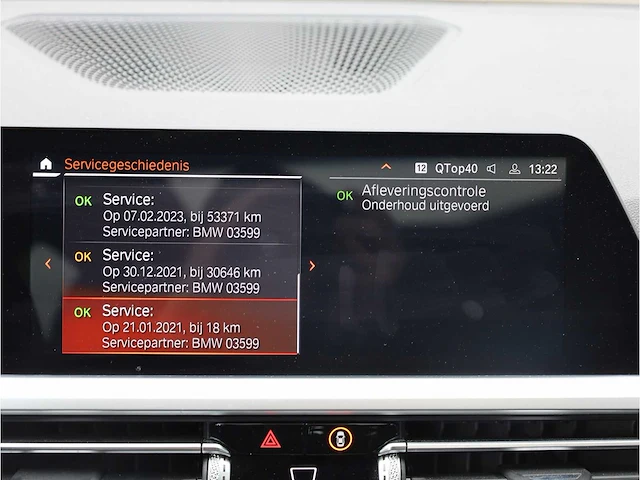 Servicegeschiedenis
12 QTop40 13:22
OK Service:
Op 07.02.2023, bij 53371 km
Servicepartner: BMW 03599
OK Service:
Op 30.12.2021, bij 30646 km
Servicepartner: BMW 03599
OK Service:
Op 21.01.2021, bij 18 km
Servicepartner: BMW 03599
OK Afleveringscontrole
Onderhoud uitgevoerd